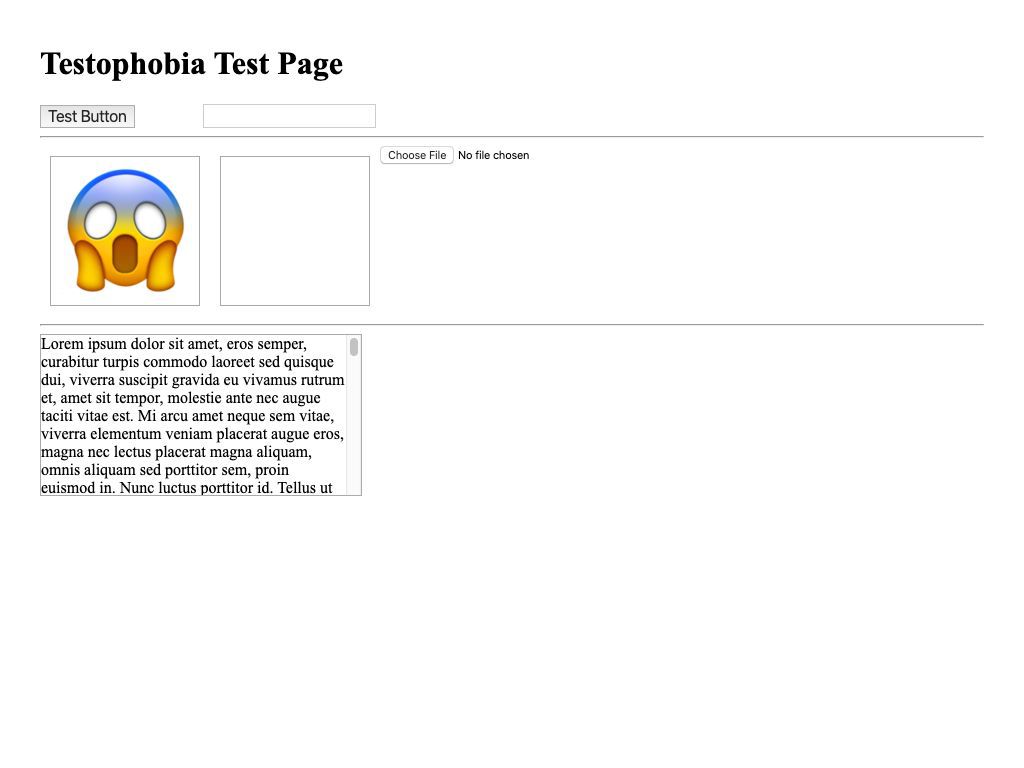 Testophobia Test Page
Test Button
Choose File No file chosen
Lorem ipsum dolor sit amet, eros semper,
curabitur turpis commodo laoreet sed quisque
dui, viverra suscipit gravida eu vivamus rutrum
et, amet sit tempor, molestie ante nec augue
taciti vitae est. Mi arcu amet neque sem vitae,
viverra elementum veniam placerat augue eros,
magna nec lectus placerat magna aliquam,
omnis aliquam sed porttitor sem, proin
euismod in. Nunc luctus porttitor id. Tellus ut